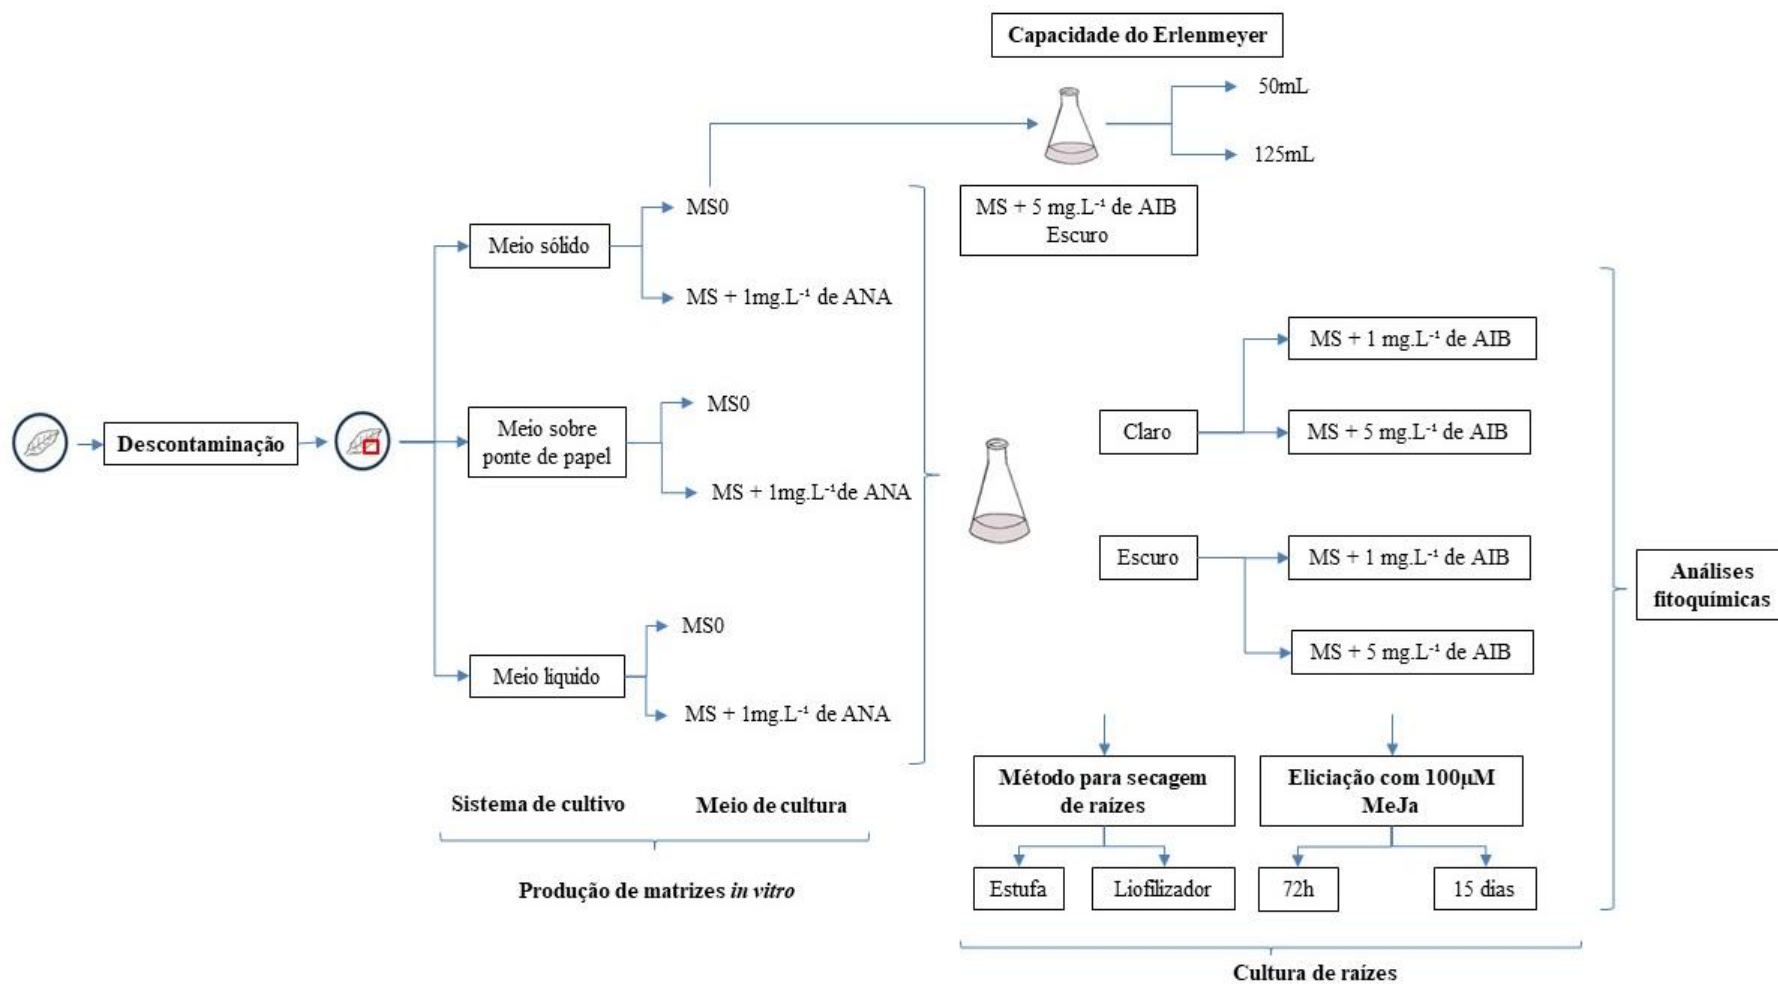 Capacidade do Erlenmeyer
50mL
125mL
MS0
MS + 5 mg.L⁻¹ de AIB
Escuro
Meio sólido
MS + 1mg.L⁻¹ de ANA
MS + 1 mg.L⁻¹ de AIB
MS0
Descontaminação
Meio sobre
ponte de papel
Claro
MS + 5 mg.L⁻¹ de AIB
MS + 1mg.L⁻¹de ANA
Escuro
MS + 1 mg.L⁻¹ de AIB
Análises
fitoquímicas
MS0
MS + 5 mg.L⁻¹ de AIB
Meio liquido
MS + 1mg.L⁻¹ de ANA
Método para secagem
de raízes
Eliciação com 100μM
MeJa
Sistema de cultivo
Meio de cultura
Estufa
Liofilizador
72h
15 dias
Produção de matrizes in vitro
Cultura de raízes